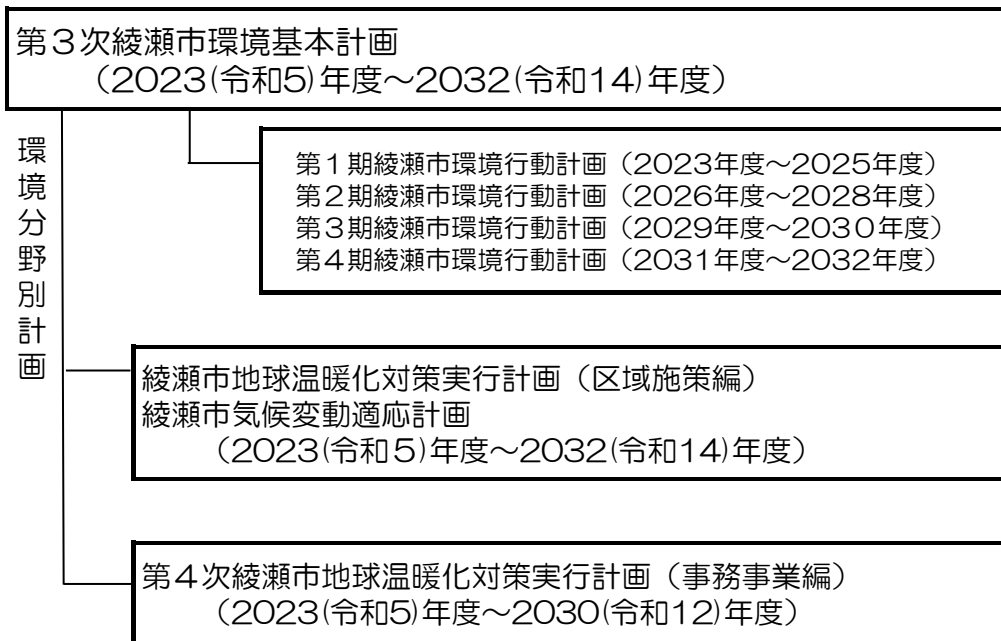 第３次綾瀬市環境基本計画
（２０２３(令和５)年度～２０３２(令和１４)年度）
環境分野別計画
第１期綾瀬市環境行動計画（２０２３年度～２０２５年度）
第２期綾瀬市環境行動計画（２０２６年度～２０２８年度）
第３期綾瀬市環境行動計画（２０２９年度～２０３０年度）
第４期綾瀬市環境行動計画（２０３１年度～２０３２年度）
綾瀬市地球温暖化対策実行計画（区域施策編）
綾瀬市気候変動適応計画
（２０２３(令和５)年度～２０３２(令和１４)年度）
第４次綾瀬市地球温暖化対策実行計画（事務事業編）
（２０２３(令和５)年度～２０３０(令和１２)年度）